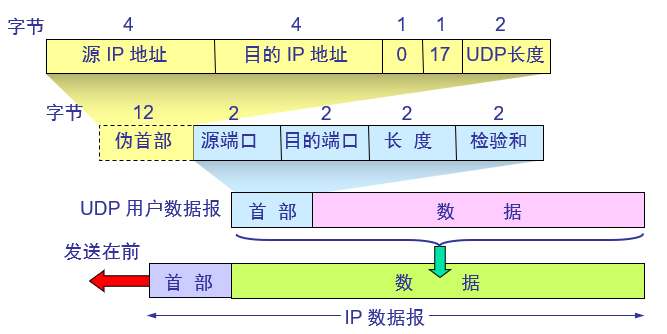 字节 4 4 1 1 2
源 IP 地址 目的 IP 地址 0 17 UDP长度
字节 12 2 2 2 2
伪首部 源端口 目的端口 长 度 检验和
UDP 用户数据报 首 部 数 据
发送在前
首 部 数 据
IP 数据报